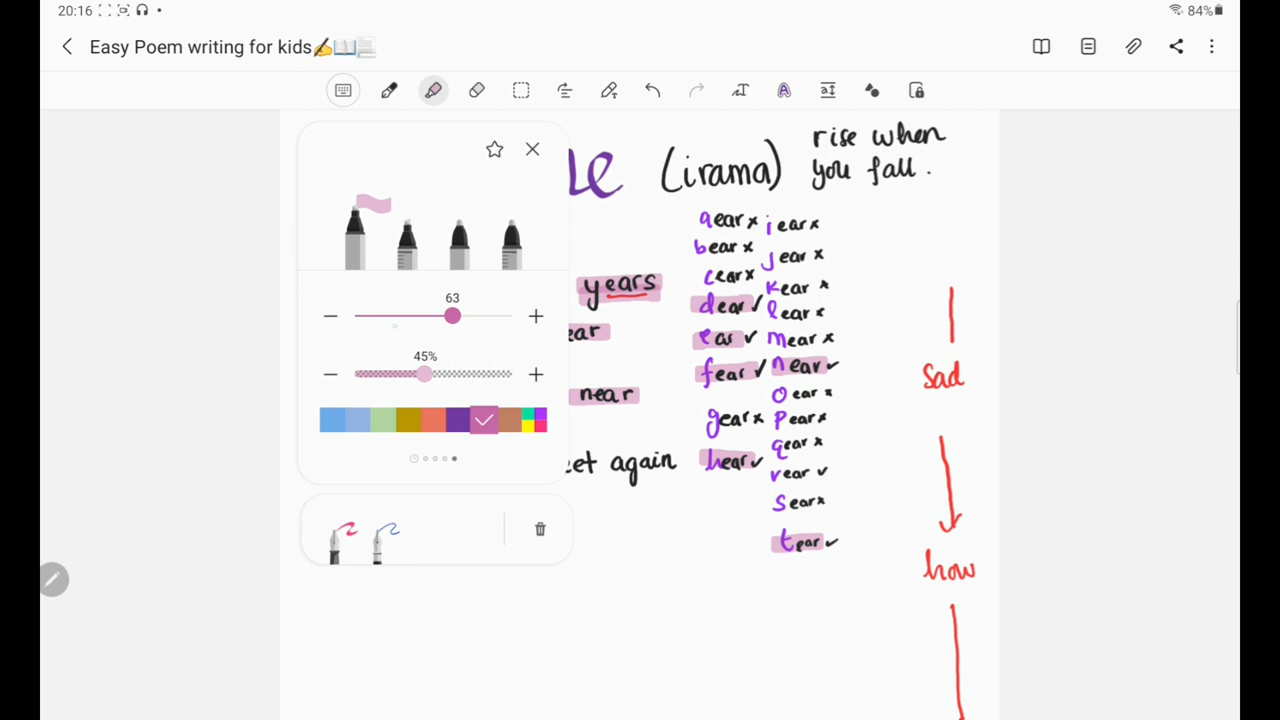 20:16
84%
Easy Poem writing for kids
le (irama)
rise when
you fall.
years
ear
near
eet again
aear x
bear x
cear x
dear ✓
ear ✓
fear ✓
gear x
hear ✓
iear x
jear x
kear x
lear x
mear x
near ✓
oear x
pear x
qear x
rear ✓
sear x
tear ✓
sad
how
63
45%